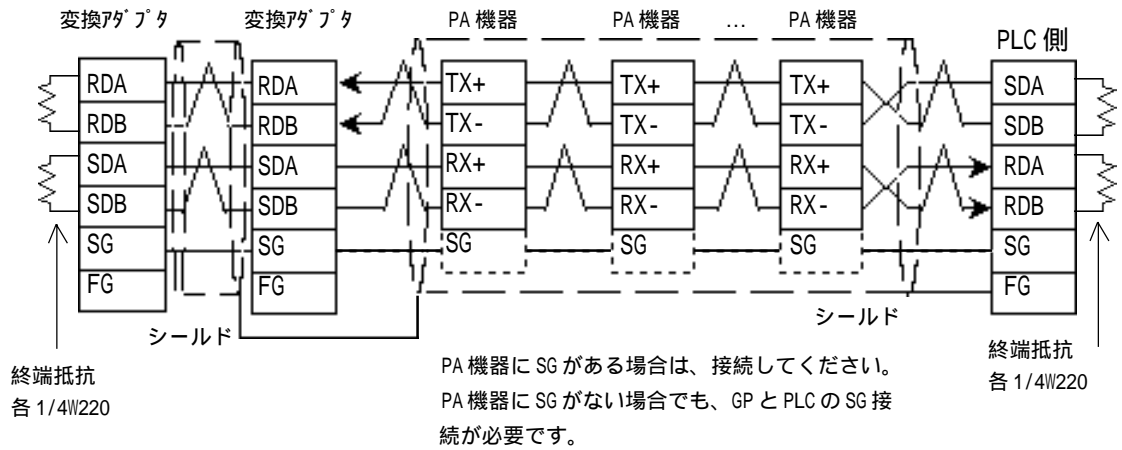 変換アダプタ
変換アダプタ
PA 機器
PA 機器
…
PA 機器
PLC 側
RDA
RDA
TX+
TX+
TX+
SDA
RDB
RDB
TX-
TX-
TX-
SDB
SDA
SDA
RX+
RX+
RX+
RDA
SDB
SDB
RX-
RX-
RX-
RDB
SG
SG
SG
SG
SG
SG
FG
FG
FG
シールド
シールド
終端抵抗
各 1/4W220
終端抵抗
各 1/4W220
PA 機器に SG がある場合は、接続してください。
PA 機器に SG がない場合でも、GP と PLC の SG 接
続が必要です。